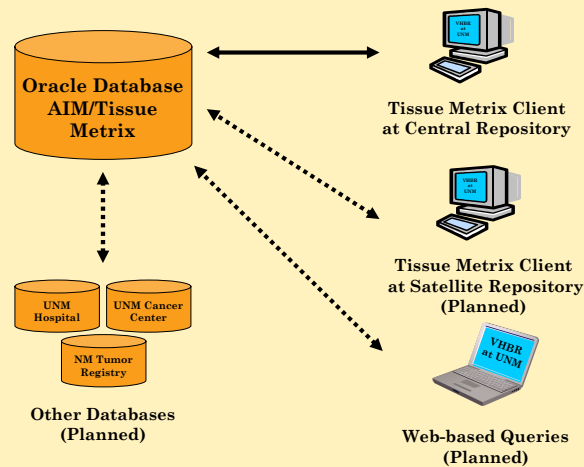 Oracle Database
AIM/Tissue
Metrix
VHBR
at
UNM
Tissue Metrix Client
at Central Repository
VHBR
at
UNM
Tissue Metrix Client
at Satellite Repository
(Planned)
UNM
Hospital
UNM Cancer
Center
NM Tumor
Registry
Other Databases
(Planned)
VHBR
at UNM
Web-based Queries
(Planned)